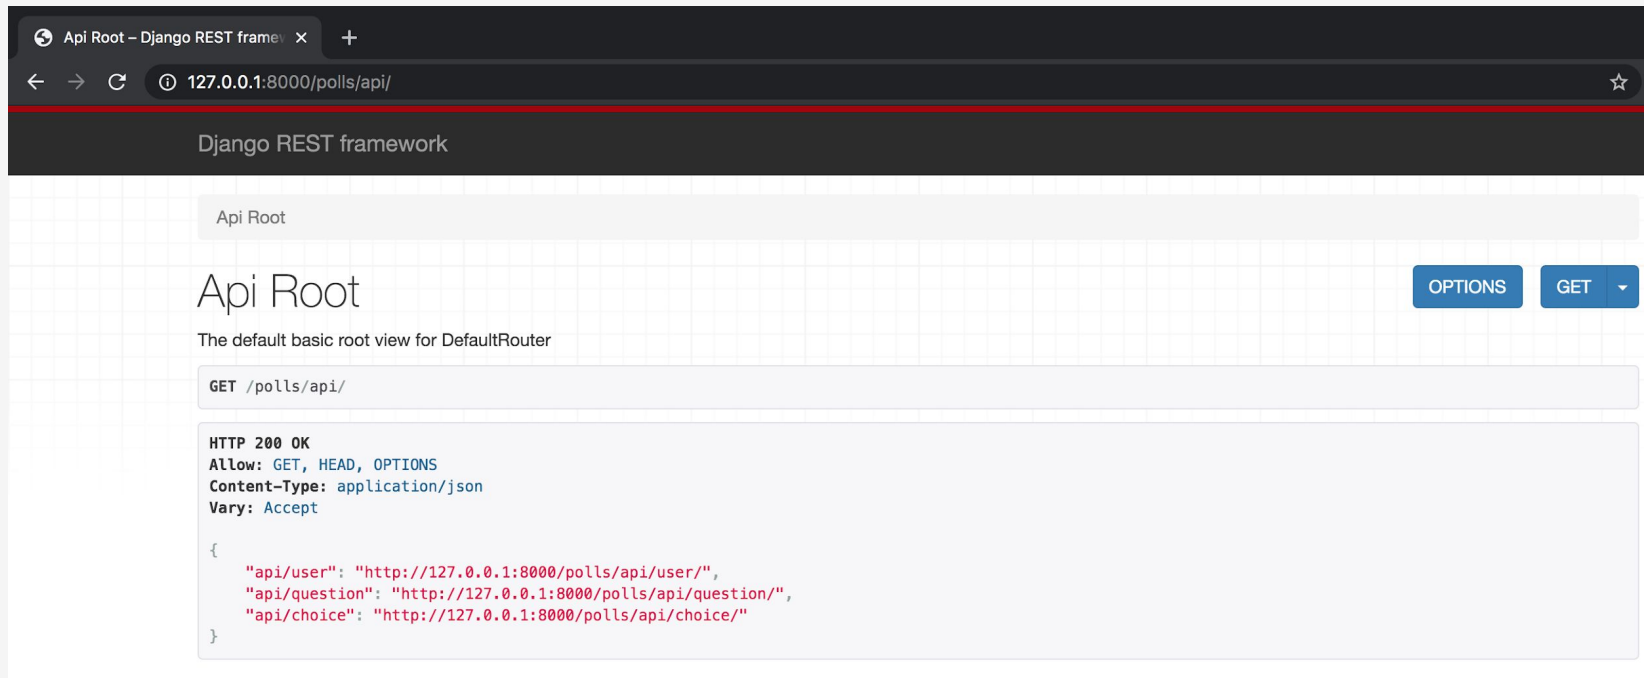 Api Root – Django REST framew
127.0.0.1:8000/polls/api/
Django REST framework
Api Root
Api Root
OPTIONS
GET
The default basic root view for DefaultRouter
GET /polls/api/
HTTP 200 OK
Allow: GET, HEAD, OPTIONS
Content-Type: application/json
Vary: Accept
{
    "api/user": "http://127.0.0.1:8000/polls/api/user/",
    "api/question": "http://127.0.0.1:8000/polls/api/question/",
    "api/choice": "http://127.0.0.1:8000/polls/api/choice/"
}